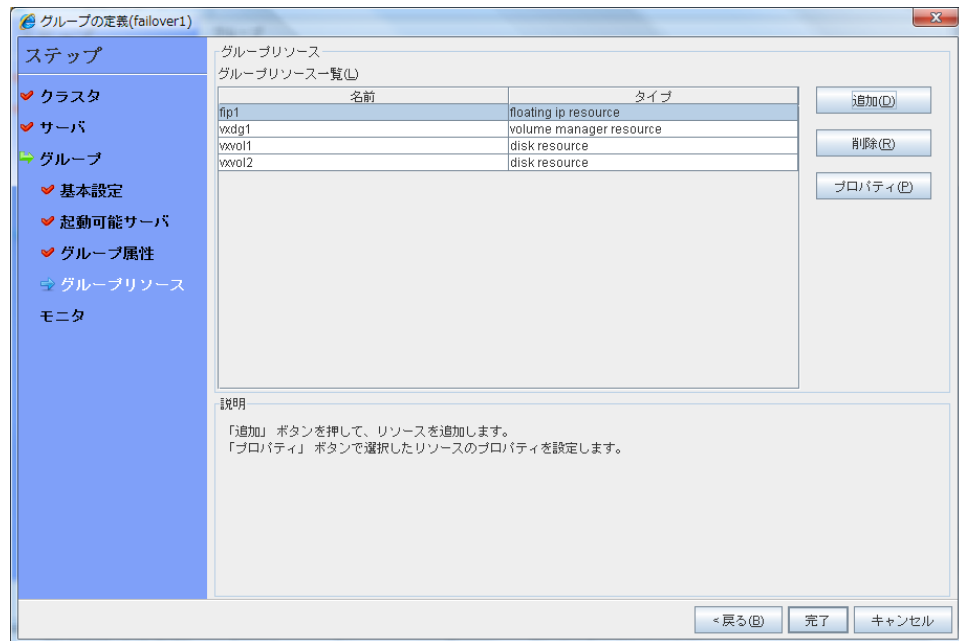 グループの定義(failover1)
ステップ
クラスタ
サーバ
グループ
基本設定
起動可能サーバ
グループ属性
グループリソース
モニタ
グループリソース
グループリソース一覧(L)
名前 タイプ
fip1 floating ip resource
vxdg1 volume manager resource
vxvol1 disk resource
vxvol2 disk resource
追加(D)
削除(R)
プロパティ(P)
説明
「追加」 ボタンを押して、リソースを追加します。
「プロパティ」 ボタンで選択したリソースのプロパティを設定します。
<戻る(B) 完了 キャンセル